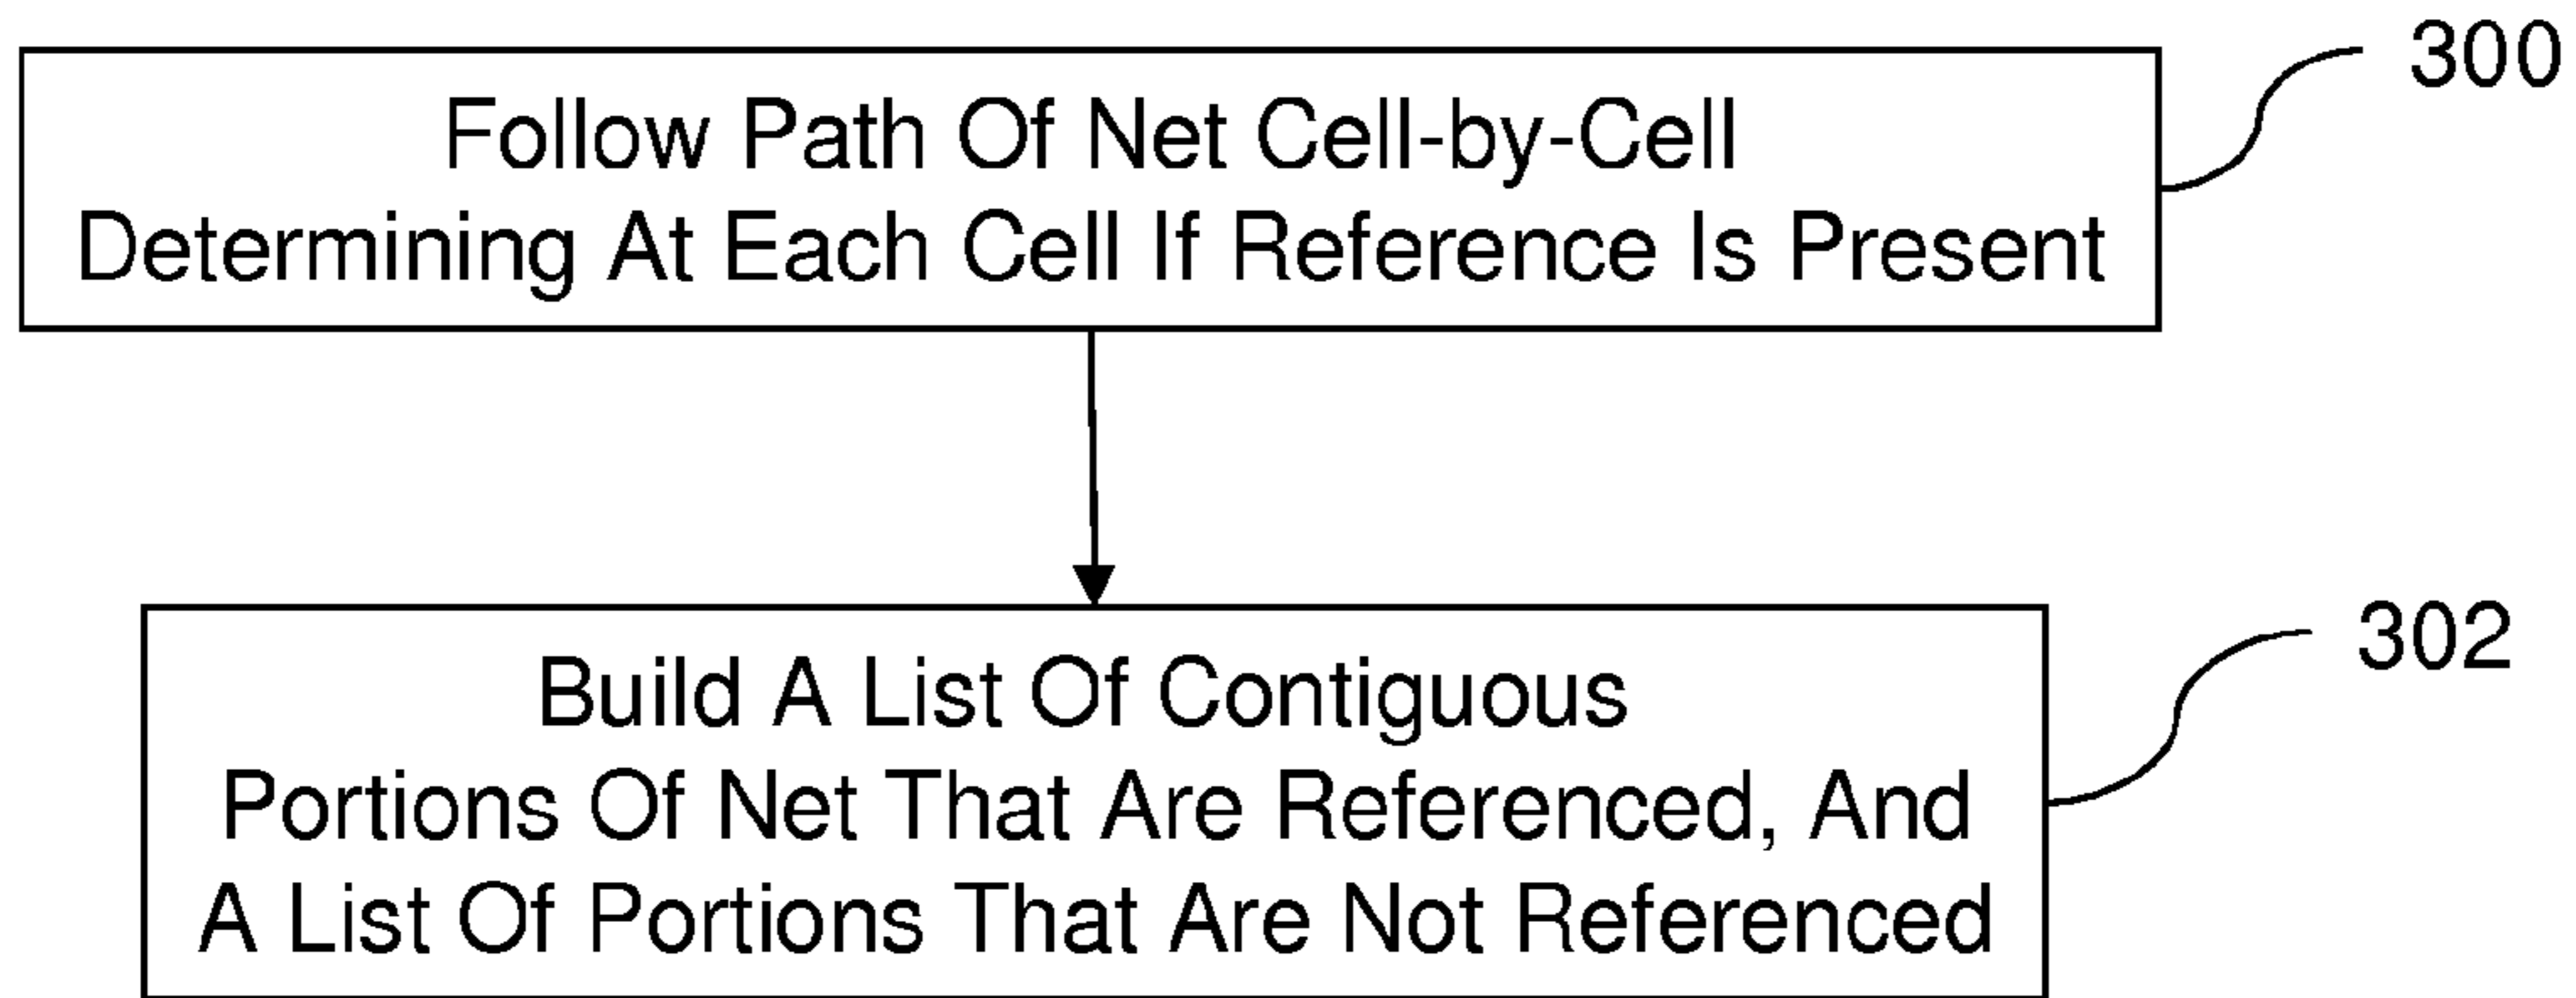 300
Follow Path Of Net Cell-by-Cell
Determining At Each Cell If Reference Is Present
302
Build A List Of Contiguous
Portions Of Net That Are Referenced, And
A List Of Portions That Are Not Referenced